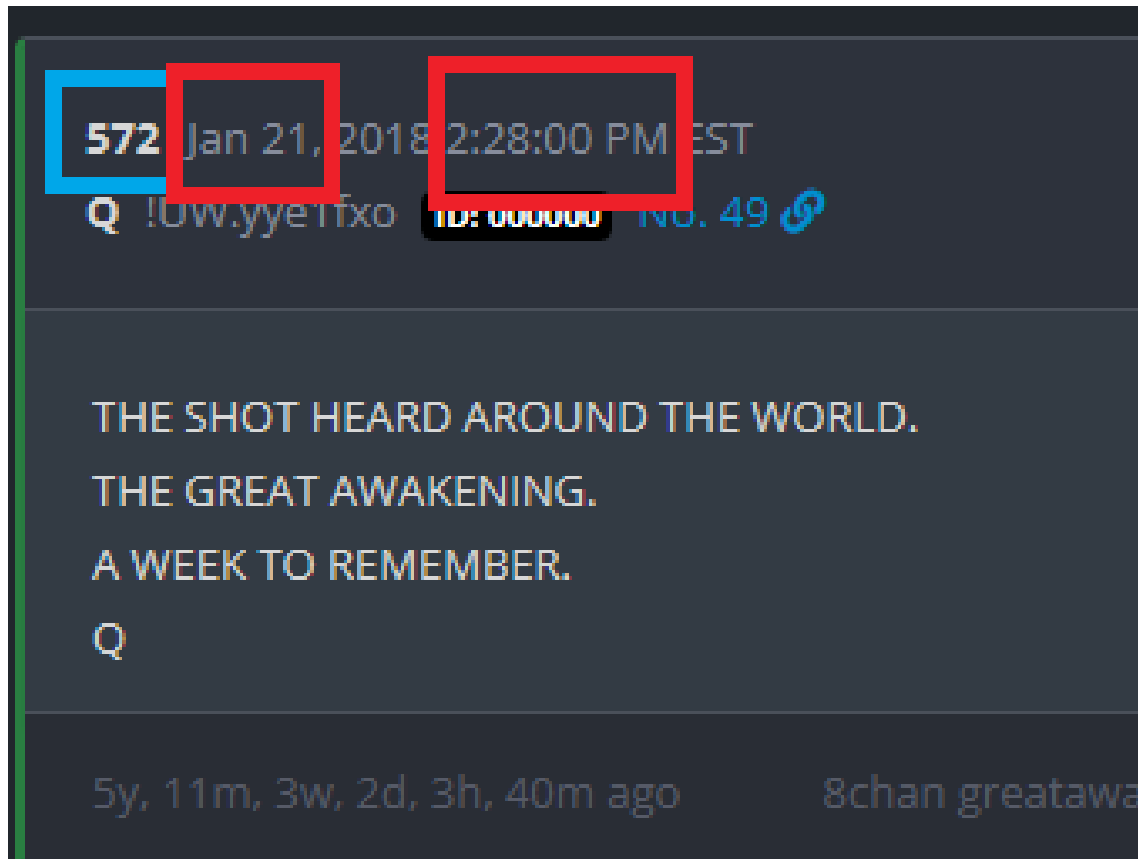 572 Jan 21, 2018 2:28:00 PM EST
Q !UW.yye1fxo ID: 000000 No. 49
THE SHOT HEARD AROUND THE WORLD.
THE GREAT AWAKENING.
A WEEK TO REMEMBER.
Q
5y, 11m, 3w, 2d, 3h, 40m ago 8chan greatawa